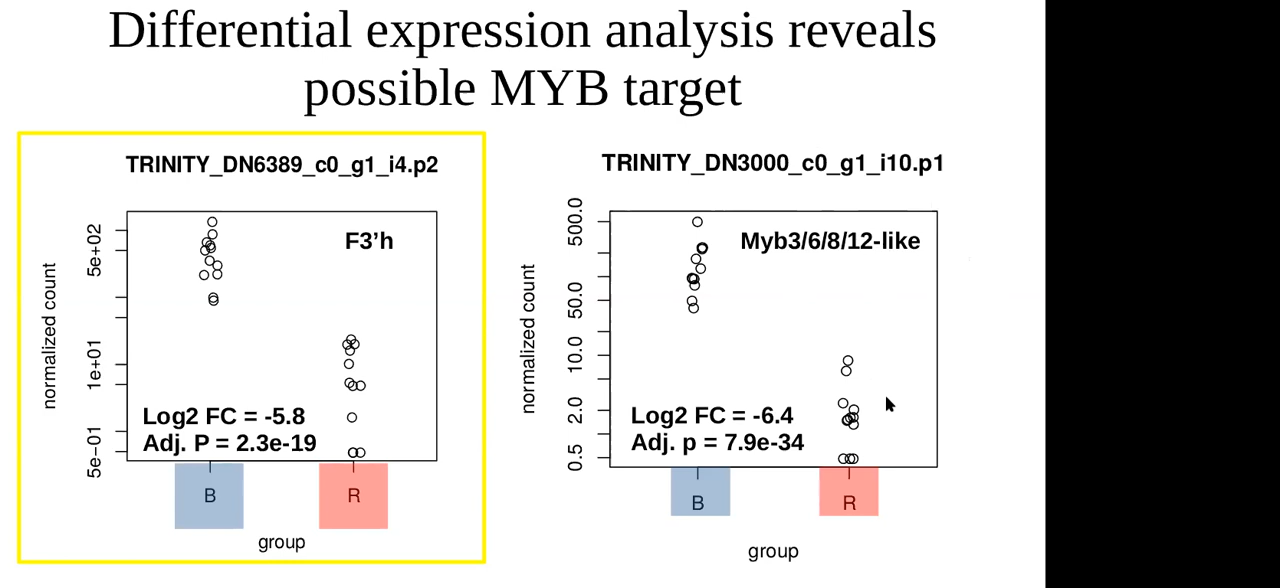 Differential expression analysis reveals
possible MYB target
TRINITY_DN6389_c0_g1_i4.p2
F3’h
normalized count
5e+02
1e+01
5e−01
Log2 FC = -5.8
Adj. P = 2.3e-19
B
R
group
TRINITY_DN3000_c0_g1_i10.p1
Myb3/6/8/12-like
normalized count
500.0
50.0
10.0
2.0
0.5
Log2 FC = -6.4
Adj. p = 7.9e-34
B
R
group